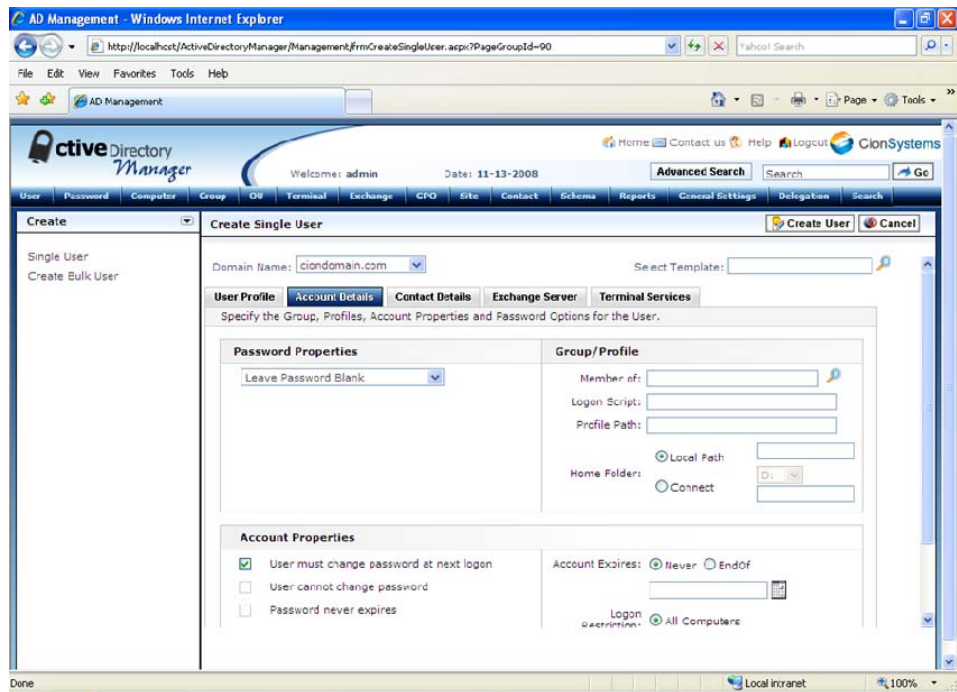 AD Management - Windows Internet Explorer
http://localhost/ActiveDirectoryManager/Management/frmCreateSingleUser.aspx?PageGroupId=90
Yahoo! Search
File Edit View Favorites Tools Help
AD Management
Page Tools »
Active Directory Manager
Home Contact us Help Logout CionSystems
Welcome: admin Date: 11-13-2008 Advanced Search Search Go
User Password Computer Group OU Terminal Exchange GPO Site Contact Schema Reports General Settings Delegation Search
Create
Create Single User Create User Cancel
Single User
Create Bulk User
Domain Name: ciondomain.com Select Template:
User Profile Account Details Contact Details Exchange Server Terminal Services
Specify the Group, Profiles, Account Properties and Password Options for the User.
Password Properties Group/Profile
Leave Password Blank Member of:
Logon Script:
Profile Path:
Home Folder: Local Path
D:
Connect
Account Properties
User must change password at next logon Account Expires: Never EndOf
User cannot change password
Password never expires Logon Restriction: All Computers
Done Local intranet 100%